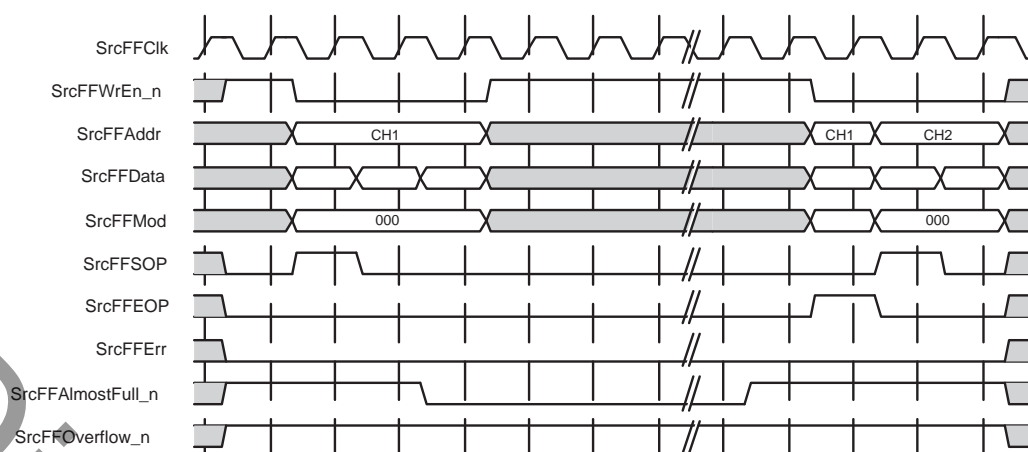 SrcFFClk
SrcFFWrEn_n
SrcFFAddr CH1 CH1 CH2
SrcFFData
SrcFFMod 000 000
SrcFFSOP
SrcFFEOP
SrcFFErr
SrcFFAlmostFull_n
SrcFFOverflow_n